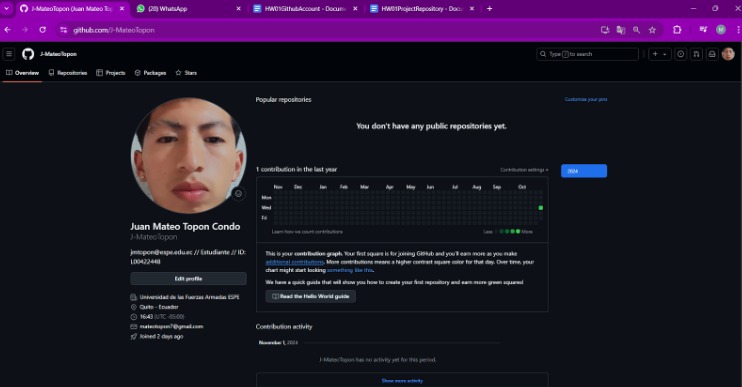 J-MateoTopon (Juan Mateo To
(20) WhatsApp
HW01GithubAccount - Docume
HW01ProjectRepository - Docu
github.com/J-MateoTopon
J-MateoTopon
Type / to search
Overview
Repositories
Projects
Packages
Stars
Popular repositories
Customize your pins
You don't have any public repositories yet.
1 contribution in the last year
Contribution settings
2024
Nov Dec Jan Feb Mar Apr May Jun Jul Aug Sep Oct
Mon
Wed
Fri
Learn how we count contributions
Less
More
Juan Mateo Topon Condo
J-MateoTopon
jmtopon@espe.edu.ec // Estudiante // ID:
L00422448
Edit profile
Universidad de las Fuerzas Armadas ESPE
Quito - Ecuador
16:43 (UTC -05:00)
mateotopon7@gmail.com
Joined 2 days ago
This is your contribution graph. Your first square is for joining GitHub and you'll earn more as you make
additional contributions. More contributions means a higher contrast square color for that day. Over time, your
chart might start looking something like this.
We have a quick guide that will show you how to create your first repository and earn more green squares!
Read the Hello World guide
Contribution activity
November 1, 2024
J-MateoTopon has no activity yet for this period.
Show more activity